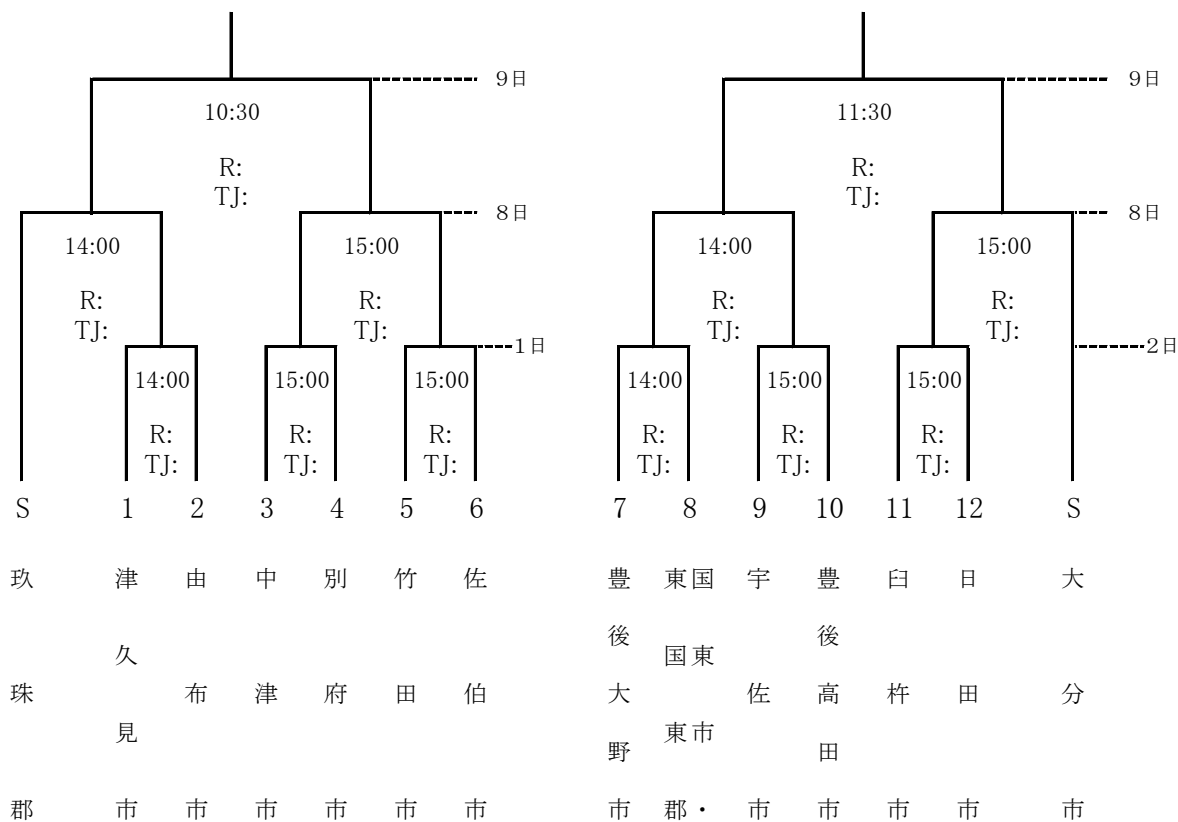 9日
9日
10:30
11:30
R:
R:
TJ:
TJ:
8日
8日
14:00
15:00
14:00
15:00
R:
R:
R:
R:
TJ:
TJ:
TJ:
TJ:
1日
2日
14:00
15:00
15:00
14:00
15:00
15:00
R:
R:
R:
R:
R:
R:
TJ:
TJ:
TJ:
TJ:
TJ:
TJ:
S 1 2 3 4 5 6 7 8 9 10 11 12 S
玖珠郡
津久見市
由布市
中津市
別府市
竹田市
佐伯市
豊後大野市
国東市・
東国東郡
宇佐市
豊後高田市
臼杵市
日田市
大分市